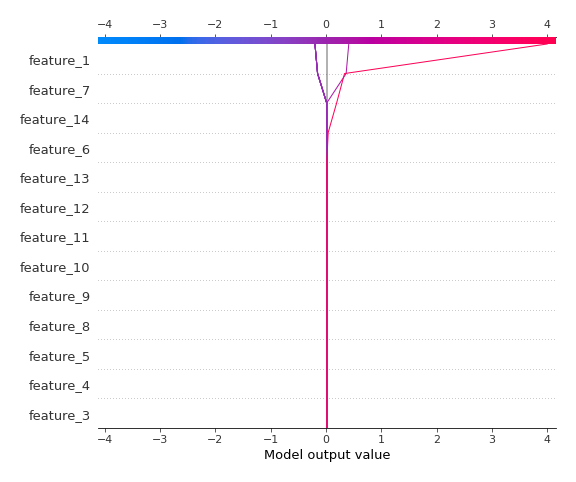 −4 −3 −2 −1 0 1 2 3 4
feature_1
feature_7
feature_14
feature_6
feature_13
feature_12
feature_11
feature_10
feature_9
feature_8
feature_5
feature_4
feature_3
−4 −3 −2 −1 0 1 2 3 4
Model output value